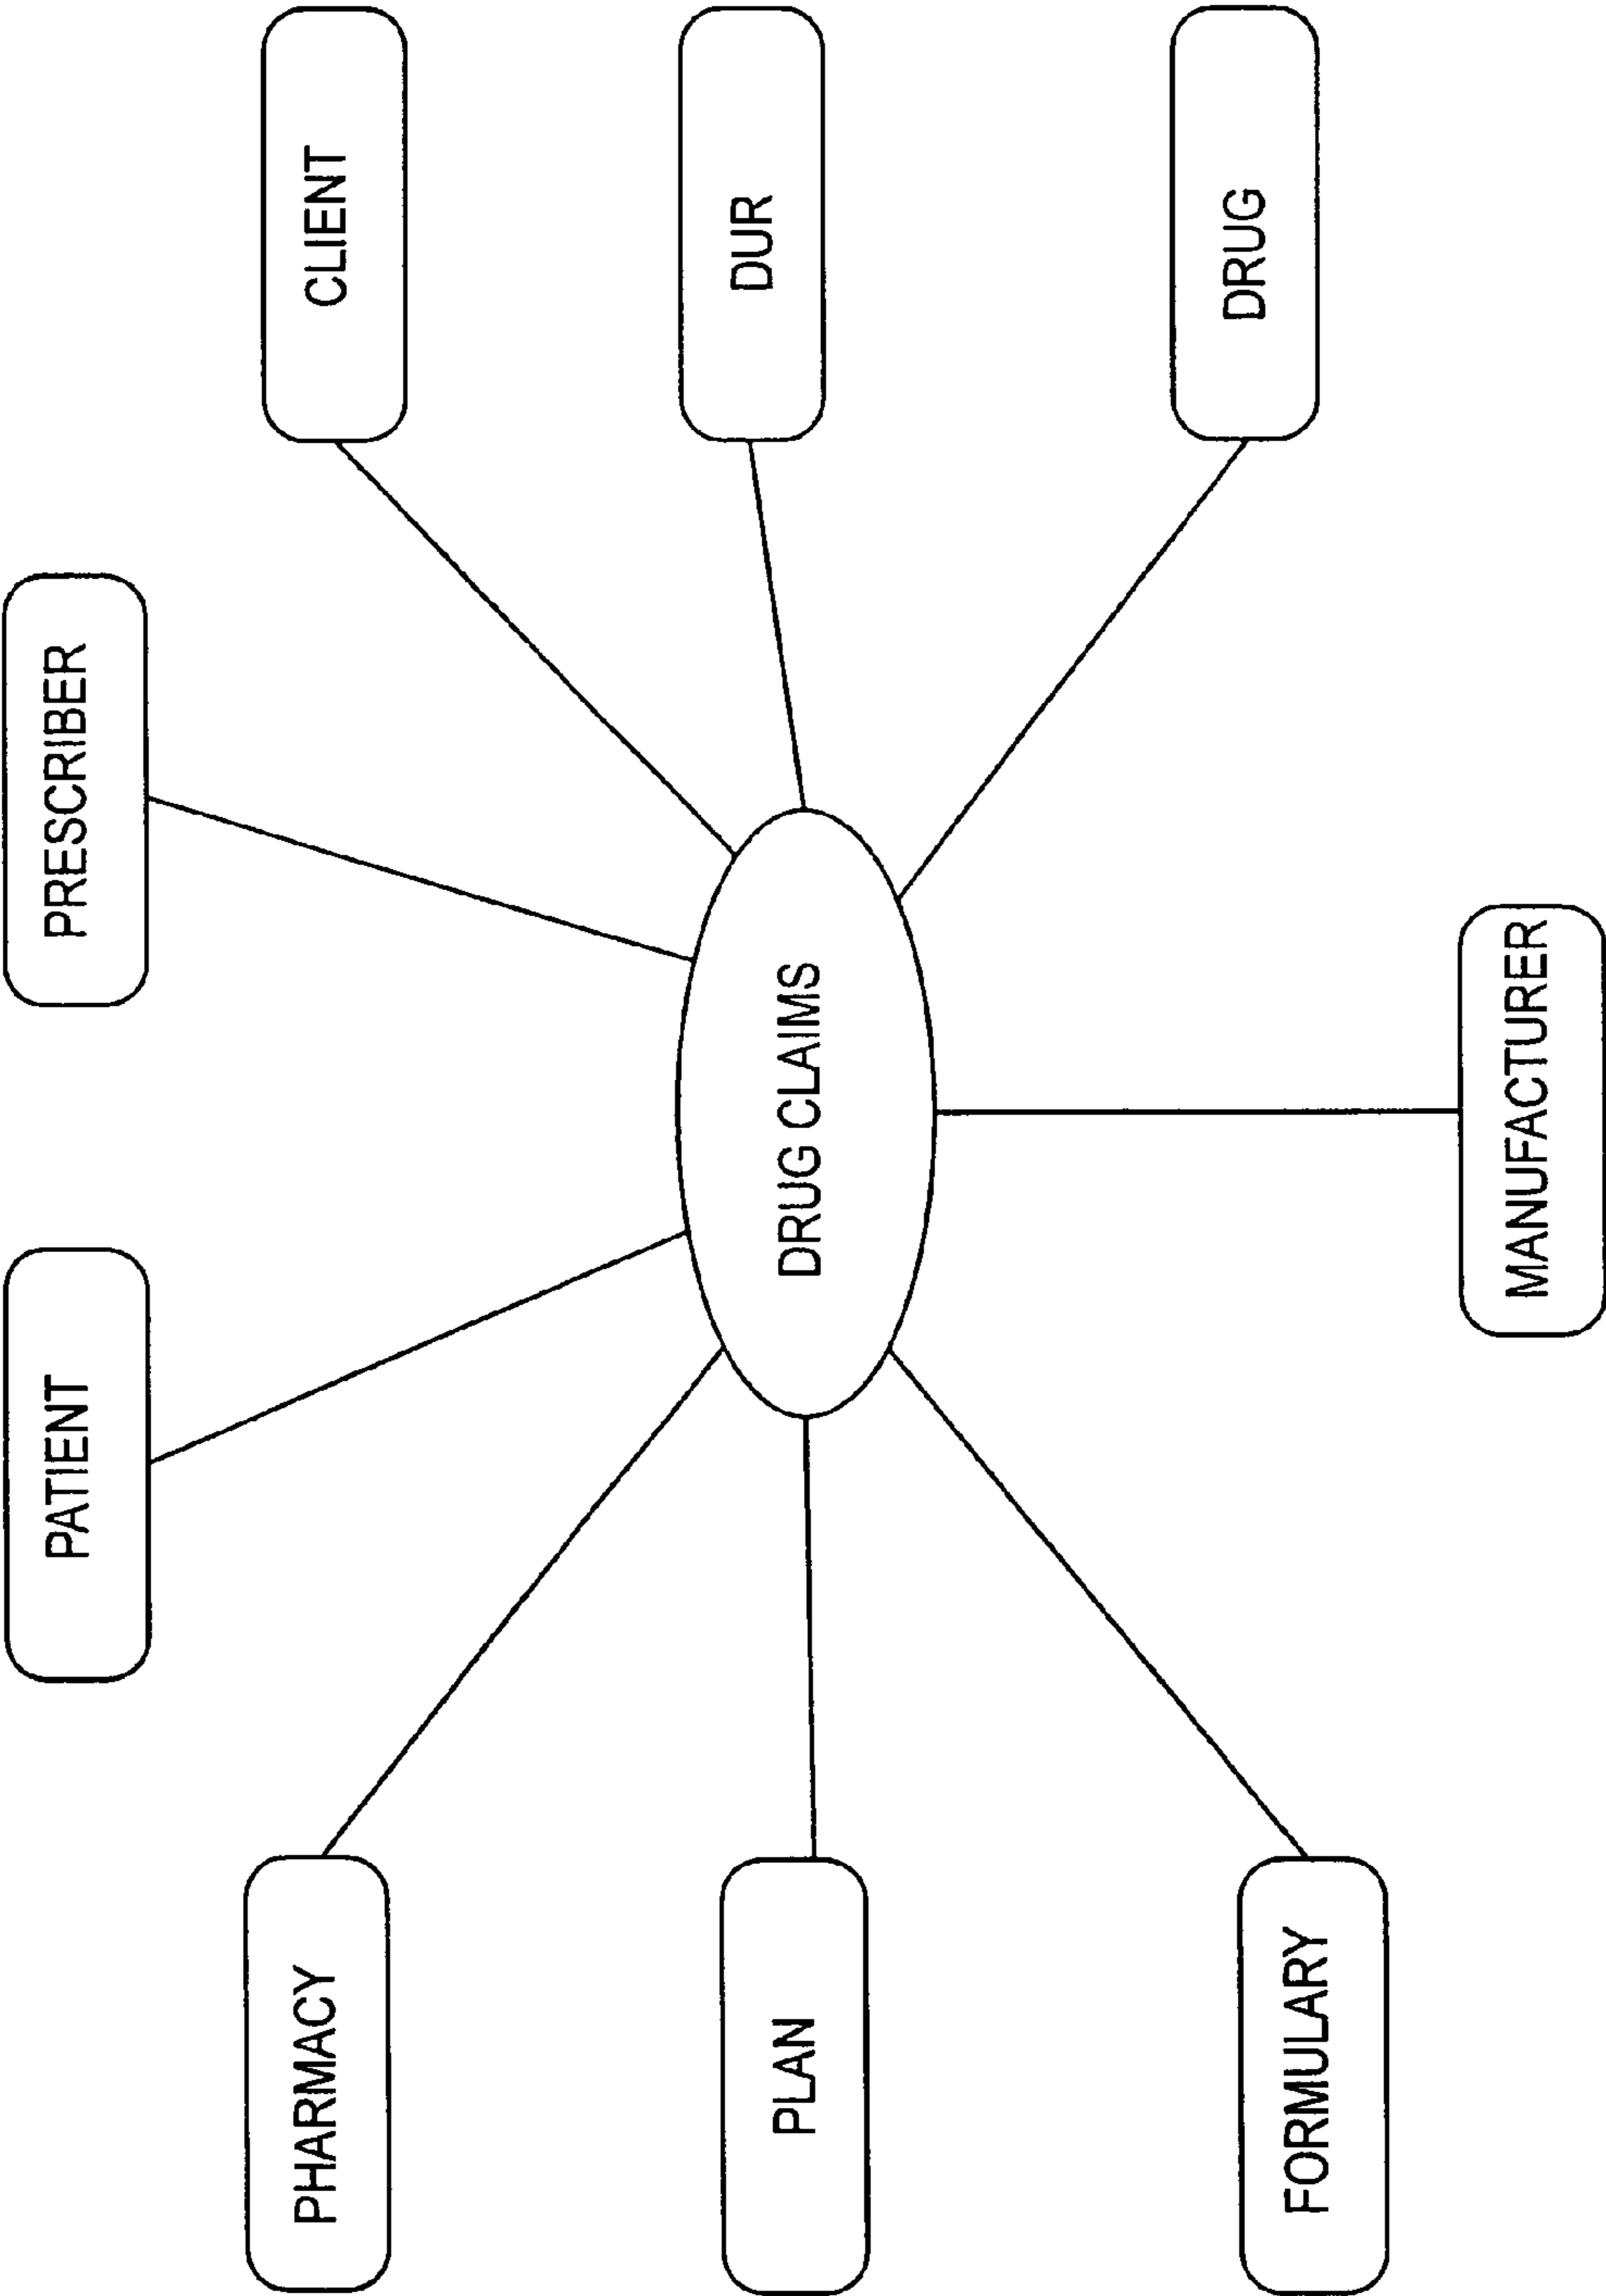 PATIENT
PRESCRIBER
PHARMACY
CLIENT
PLAN
DRUG CLAIMS
DUR
FORMULARY
DRUG
MANUFACTURER